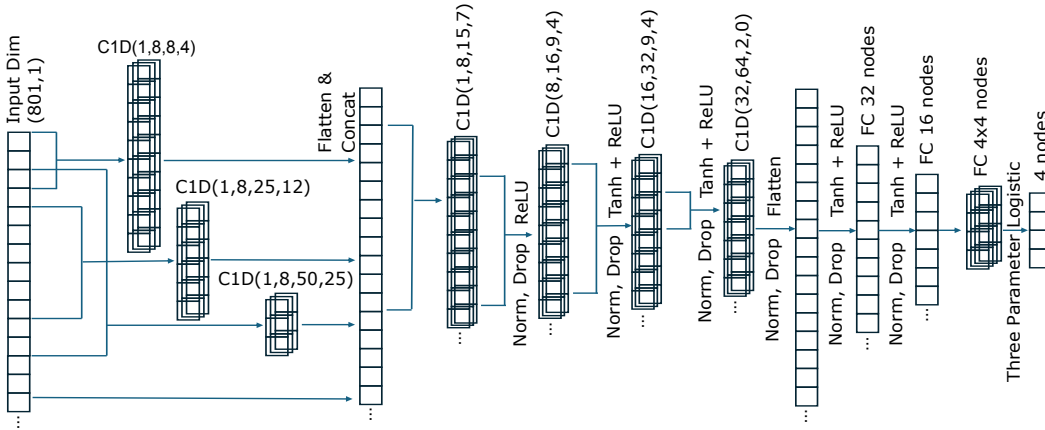 Input Dim
(801,1)
C1D(1,8,8,4)
C1D(1,8,25,12)
C1D(1,8,50,25)
Flatten &
Concat
C1D(1,8,15,7)
Norm, Drop ReLU
C1D(8,16,9,4)
Norm, Drop Tanh + ReLU
C1D(16,32,9,4)
Norm, Drop Tanh + ReLU
C1D(32,64,2,0)
Norm, Drop Flatten
Norm, Drop Tanh + ReLU
FC 32 nodes
Norm, Drop Tanh + ReLU
FC 16 nodes
FC 4x4 nodes
Three Parameter Logistic
4 nodes
...
...
...
...
...
...
...
...